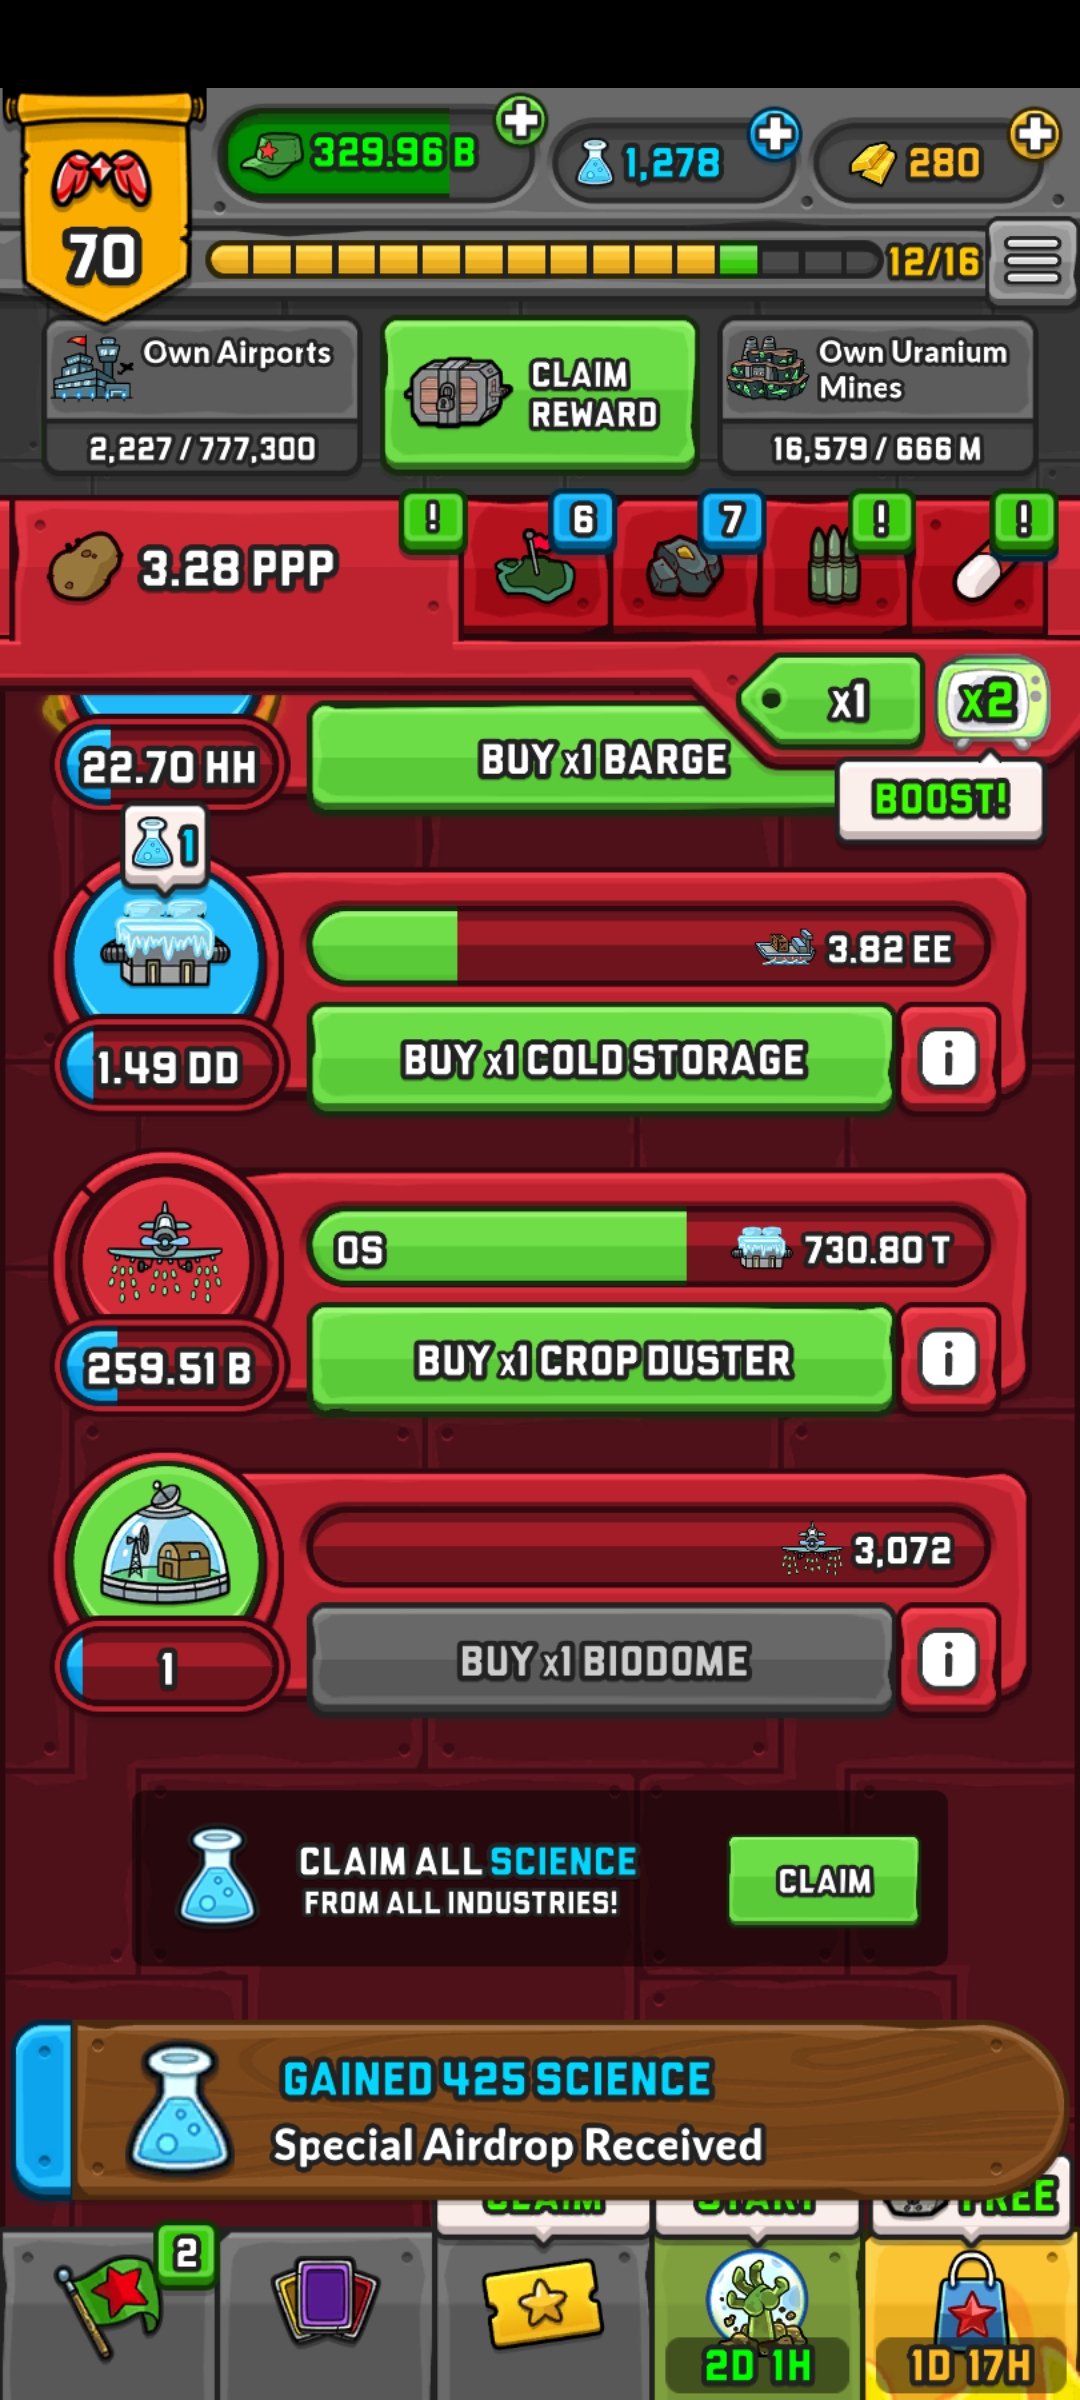 329.96 B
1,278
280
70
12/16
Own Airports
2,227 / 777,300
CLAIM
REWARD
Own Uranium
Mines
16,579 / 666 M
3.28 PPP
!
6
7
!
!
x1
x2
BOOST!
22.70 HH
BUY x1 BARGE
1
3.82 EE
1.49 DD
BUY x1 COLD STORAGE
i
0S
730.80 T
259.51 B
BUY x1 CROP DUSTER
i
3,072
1
BUY x1 BIODOME
i
CLAIM ALL SCIENCE
FROM ALL INDUSTRIES!
CLAIM
GAINED 425 SCIENCE
Special Airdrop Received
CLAIM
START
FREE
2
2D 1H
1D 17H